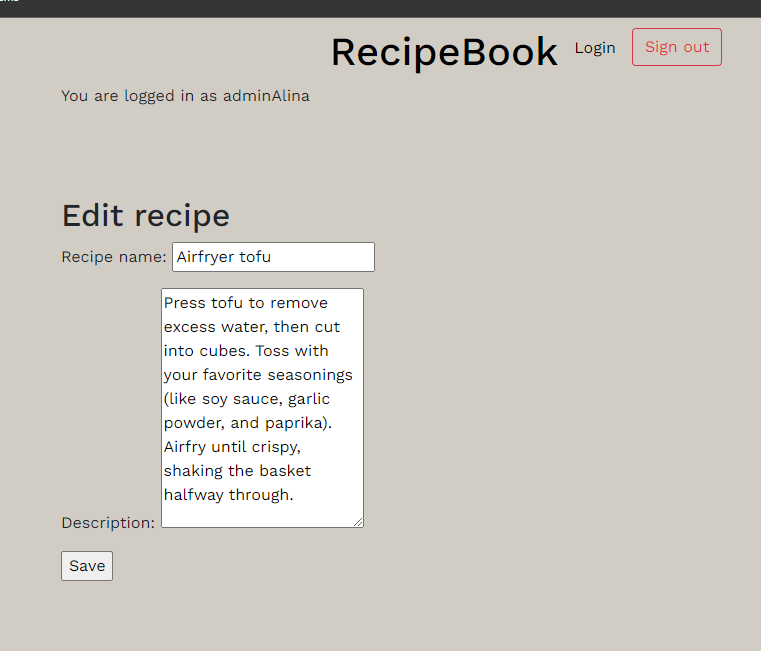 RecipeBook Login Sign out
You are logged in as adminAlina
Edit recipe
Recipe name: Airfryer tofu
Press tofu to remove
excess water, then cut
into cubes. Toss with
your favorite seasonings
(like soy sauce, garlic
powder, and paprika).
Airfry until crispy,
shaking the basket
halfway through.
Description:
Save